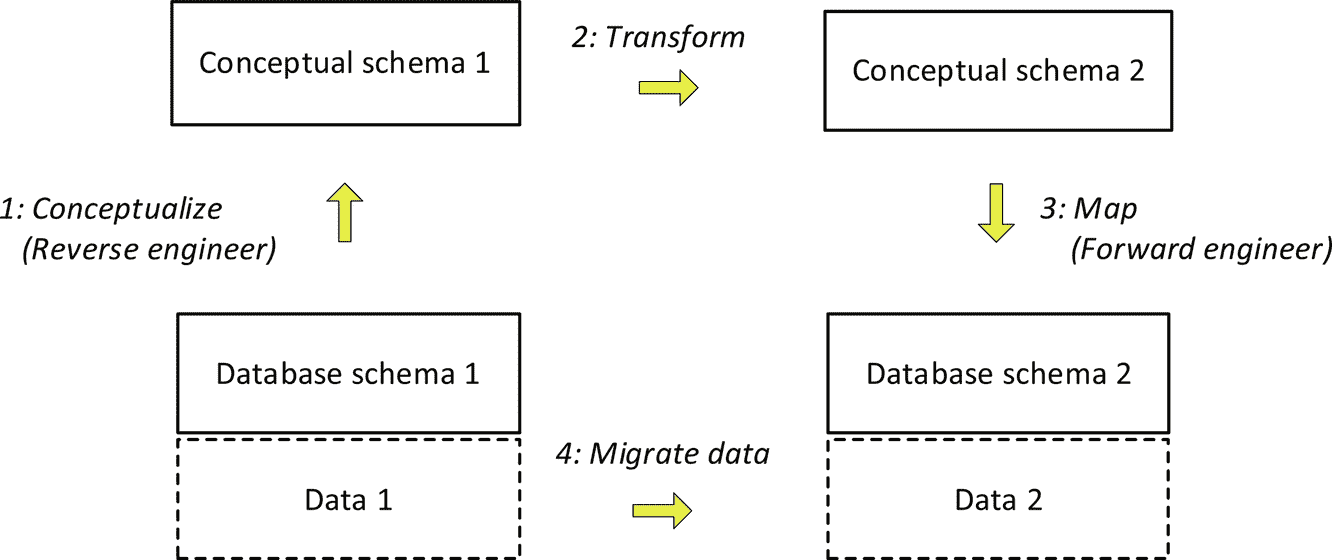 Conceptual schema 1
2: Transform
Conceptual schema 2
1: Conceptualize
(Reverse engineer)
3: Map
(Forward engineer)
Database schema 1
Database schema 2
Data 1
4: Migrate data
Data 2